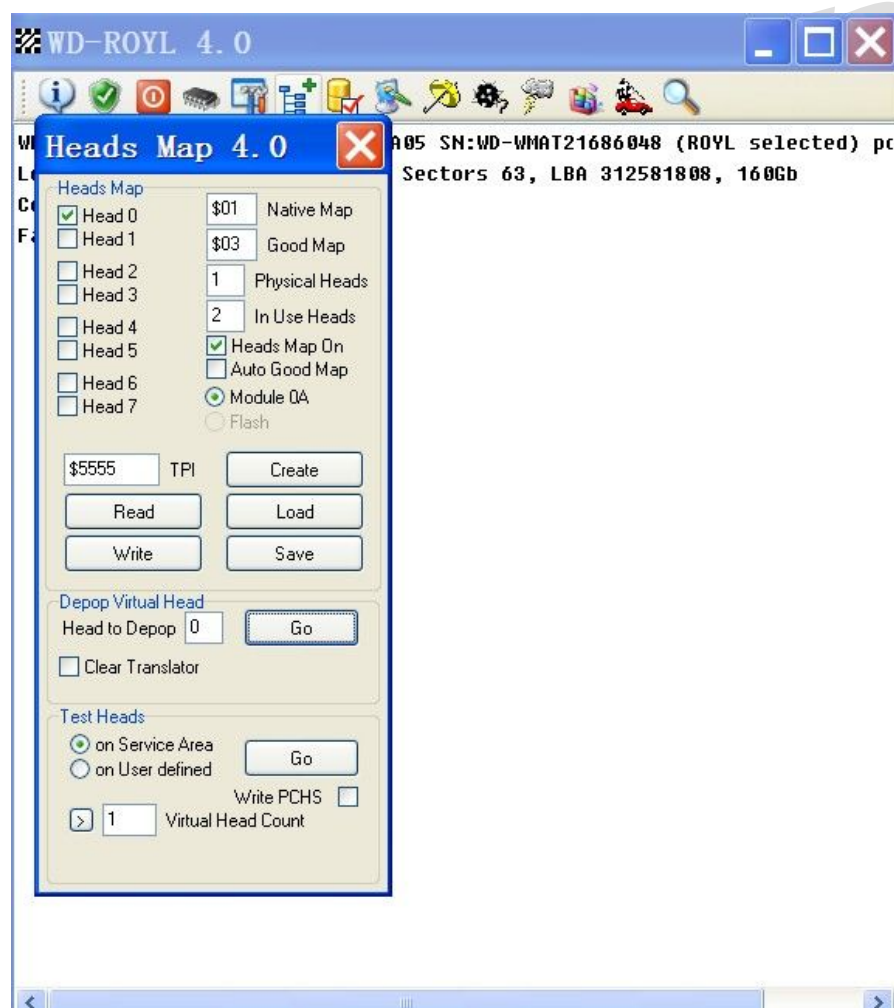 WD-ROYL 4.0
A05 SN:WD-WMAT21686048 (ROYL selected)
Sectors 63, LBA 312581808, 160Gb
Heads Map 4.0
Heads Map
Head 0
Head 1
Head 2
Head 3
Head 4
Head 5
Head 6
Head 7
$01 Native Map
$03 Good Map
1 Physical Heads
2 In Use Heads
Heads Map On
Auto Good Map
Module 0A
Flash
$5555 TPI Create
Read Load
Write Save
Depop Virtual Head
Head to Depop 0 Go
Clear Translator
Test Heads
on Service Area
on User defined
Go
Write PCHS
> 1 Virtual Head Count